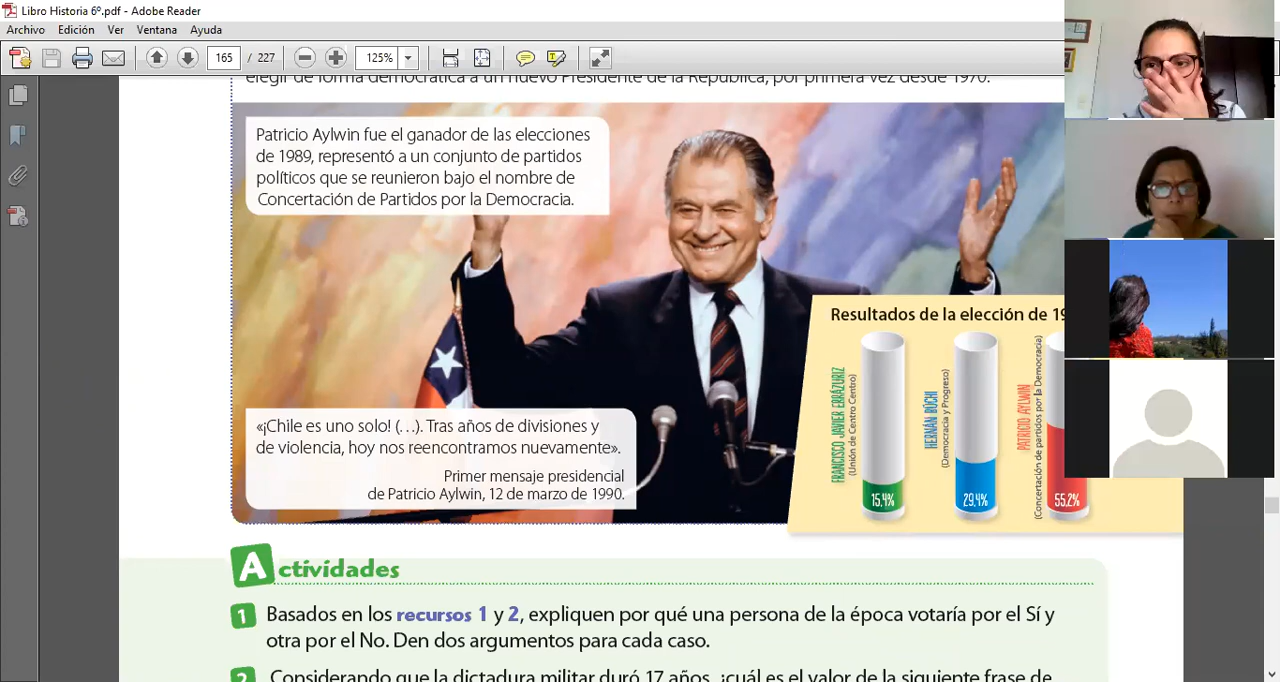 Libro Historia 6º.pdf - Adobe Reader
Archivo Edición Ver Ventana Ayuda
165 / 227 125%
elegir de forma democrática a un nuevo Presidente de la República, por primera vez desde 1970.
Patricio Aylwin fue el ganador de las elecciones
de 1989, representó a un conjunto de partidos
políticos que se reunieron bajo el nombre de
Concertación de Partidos por la Democracia.
«¡Chile es uno solo! (…). Tras años de divisiones y
de violencia, hoy nos reencontramos nuevamente».
Primer mensaje presidencial
de Patricio Aylwin, 12 de marzo de 1990.
Resultados de la elección de 19
FRANCISCO JAVIER ERRÁZURIZ
(Unión de Centro Centro)
15,4%
HERNÁN BÜCHI
(Democracia y Progreso)
29,4%
PATRICIO AYLWIN
(Concertación de partidos por la Democracia)
55,2%
Actividades
1 Basados en los recursos 1 y 2, expliquen por qué una persona de la época votaría por el Sí y
otra por el No. Den dos argumentos para cada caso.
2 Considerando que la dictadura militar duró 17 años, ¿cuál es el valor de la siguiente frase de